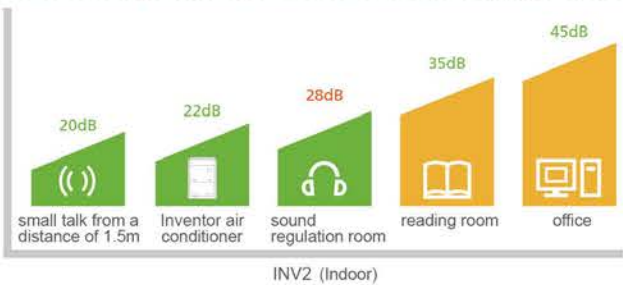 45dB
35dB
28dB
22dB
20dB
small talk from a
distance of 1.5m
Inventor air
conditioner
sound
regulation room
reading room
office
INV2 (Indoor)